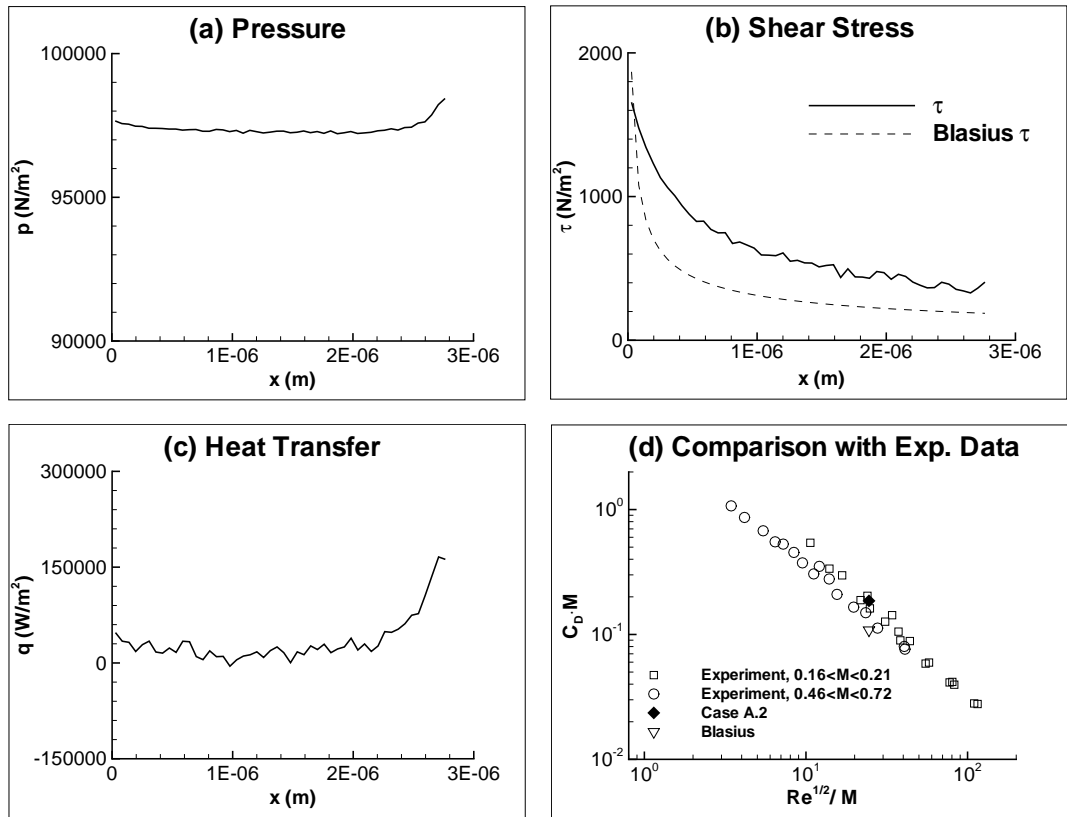 (a) Pressure
100000
95000
90000
p (N/m²)
0
1E-06
2E-06
3E-06
x (m)
(b) Shear Stress
2000
1000
0
τ (N/m²)
τ
Blasius τ
0
1E-06
2E-06
3E-06
x (m)
(c) Heat Transfer
300000
150000
0
-150000
q (W/m²)
0
1E-06
2E-06
3E-06
x (m)
(d) Comparison with Exp. Data
10⁰
10⁻¹
10⁻²
C_D·M
Experiment, 0.16<M<0.21
Experiment, 0.46<M<0.72
Case A.2
Blasius
10⁰
10¹
10²
Re^1/2/ M